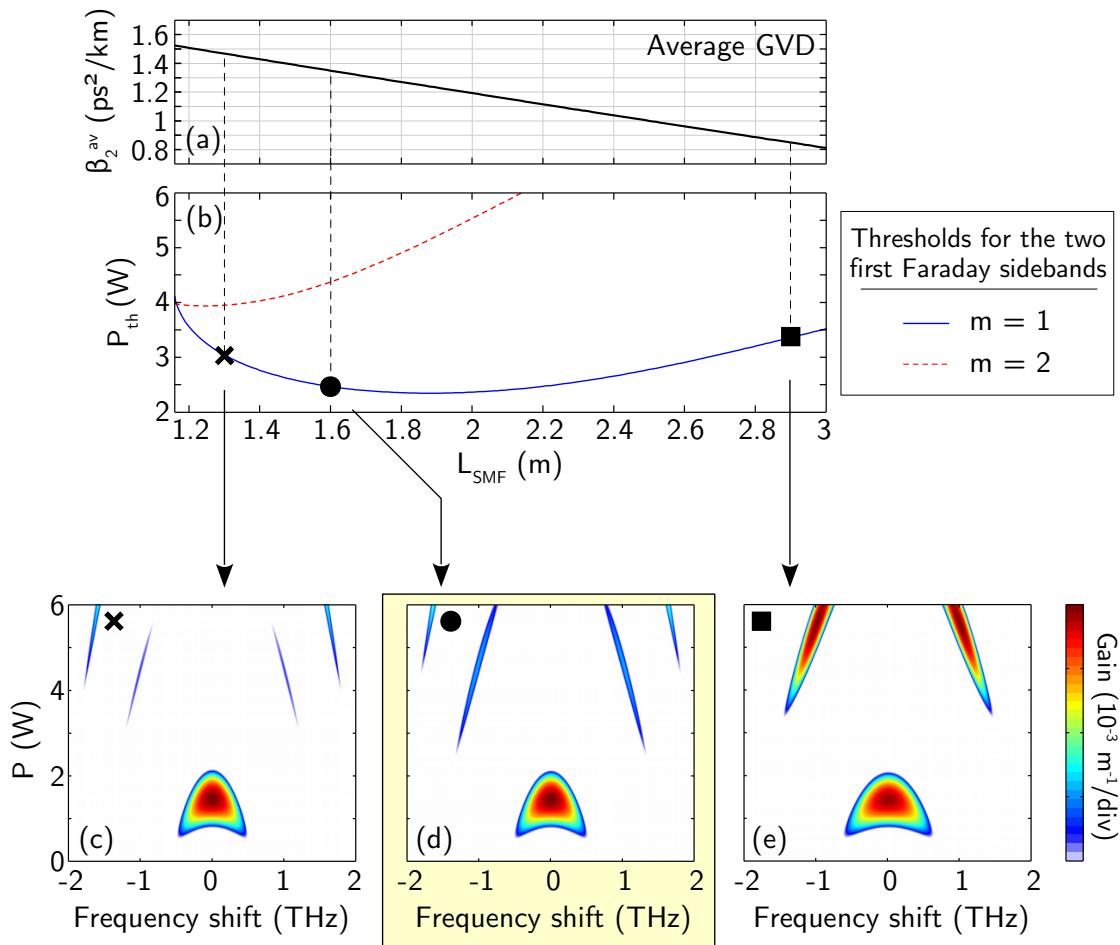 1.6
1.4
1.2
1
0.8
β₂ᵃᵛ (ps²/km)
Average GVD
(a)
6
5
4
3
2
P_th (W)
(b)
1.2 1.4 1.6 1.8 2 2.2 2.4 2.6 2.8 3
L_SMF (m)
Thresholds for the two
first Faraday sidebands
m = 1
m = 2
6
4
2
0
P (W)
(c)
-2 -1 0 1 2
Frequency shift (THz)
(d)
-2 -1 0 1 2
Frequency shift (THz)
(e)
-2 -1 0 1 2
Frequency shift (THz)
Gain (10⁻³ m⁻¹/div)